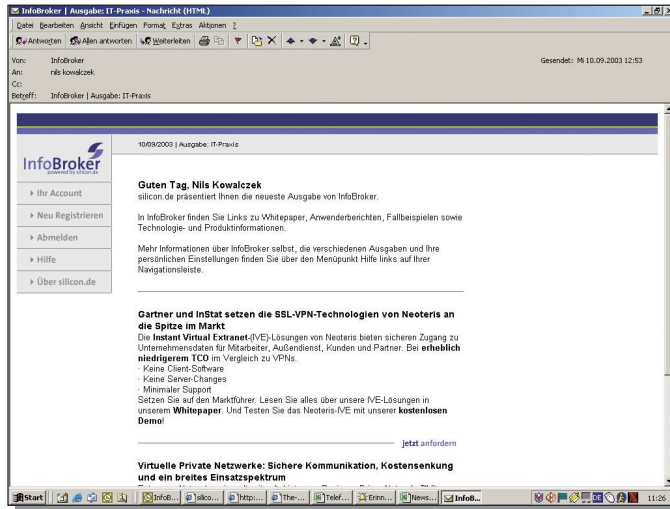 InfoBroker | Ausgabe: IT-Praxis - Nachricht (HTML)
Datei Bearbeiten Ansicht Einfügen Format Extras Aktionen ?
Antworten Allen antworten Weiterleiten
Von: InfoBroker Gesendet: Mi 10.09.2003 12:53
An: nils kowalczek
Cc:
Betreff: InfoBroker | Ausgabe: IT-Praxis
InfoBroker
powered by silicon.de
Ihr Account
Neu Registrieren
Abmelden
Hilfe
Über silicon.de
10/09/2003 | Ausgabe: IT-Praxis
Guten Tag, Nils Kowalczek
silicon.de präsentiert Ihnen die neueste Ausgabe von InfoBroker.
In InfoBroker finden Sie Links zu Whitepaper, Anwenderberichten, Fallbeispielen sowie
Technologie- und Produktinformationen.
Mehr Informationen über InfoBroker selbst, die verschiedenen Ausgaben und Ihre
persönlichen Einstellungen finden Sie über den Menüpunkt Hilfe links auf Ihrer
Navigationsleiste.
Gartner und InStat setzen die SSL-VPN-Technologien von Neoteris an
die Spitze im Markt
Die Instant Virtual Extranet-(IVE)-Lösungen von Neoteris bieten sicheren Zugang zu
Unternehmensdaten für Mitarbeiter, Außendienst, Kunden und Partner. Bei erheblich
niedrigerem TCO im Vergleich zu VPNs.
· Keine Client-Software
· Keine Server-Changes
· Minimaler Support
Setzen Sie auf den Marktführer. Lesen Sie alles über unsere IVE-Lösungen in
unserem Whitepaper. Und Testen Sie das Neoteris-IVE mit unserer kostenlosen
Demo!
jetzt anfordern
Virtuelle Private Netzwerke: Sichere Kommunikation, Kostensenkung
und ein breites Einsatzspektrum
Start InfoB... silico... http:... The-... Telef... Erinn... News... InfoB... DE 11:26